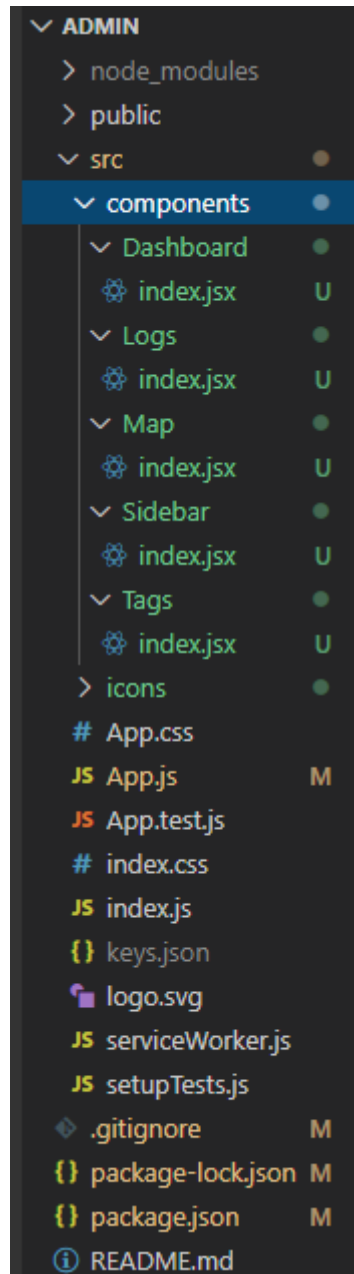 ADMIN
node_modules
public
src
components
Dashboard
index.jsx U
Logs
index.jsx U
Map
index.jsx U
Sidebar
index.jsx U
Tags
index.jsx U
icons
# App.css
JS App.js M
JS App.test.js
# index.css
JS index.js
{} keys.json
logo.svg
JS serviceWorker.js
JS setupTests.js
.gitignore M
{} package-lock.json M
{} package.json M
README.md